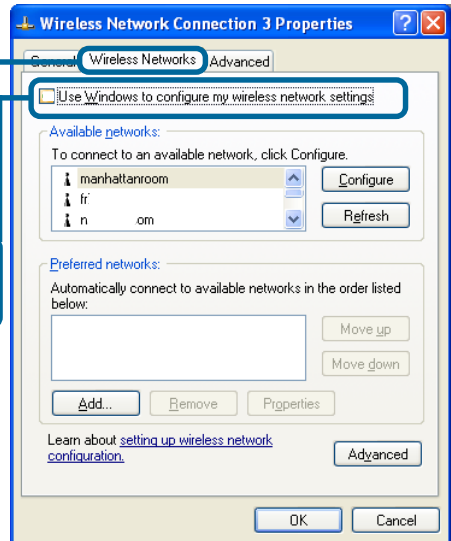 Wireless Network Connection 3 Properties
General Wireless Networks Advanced
Use Windows to configure my wireless network settings
Available networks:
To connect to an available network, click Configure.
manhattanroom
Configure
fr
Refresh
n om
Preferred networks:
Automatically connect to available networks in the order listed
below:
Move up
Move down
Add... Remove Properties
Learn about setting up wireless network
configuration.
Advanced
OK Cancel